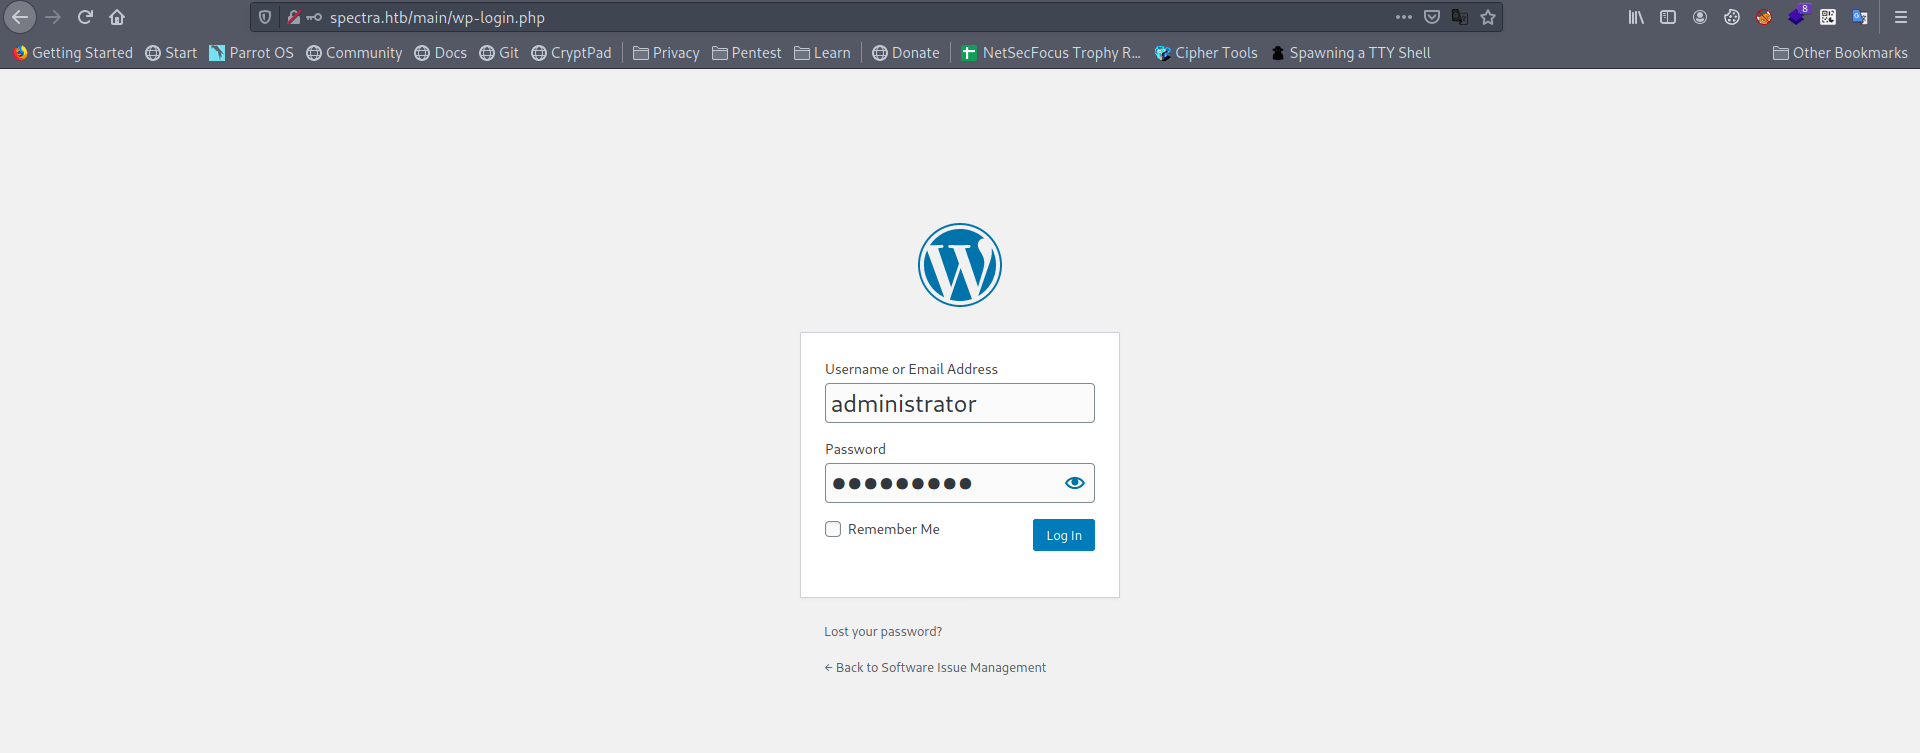 spectra.htb/main/wp-login.php
8
Getting Started Start Parrot OS Community Docs Git CryptPad Privacy Pentest Learn Donate NetSecFocus Trophy R... Cipher Tools Spawning a TTY Shell Other Bookmarks
Username or Email Address
administrator
Password
Remember Me Log In
Lost your password?
← Back to Software Issue Management